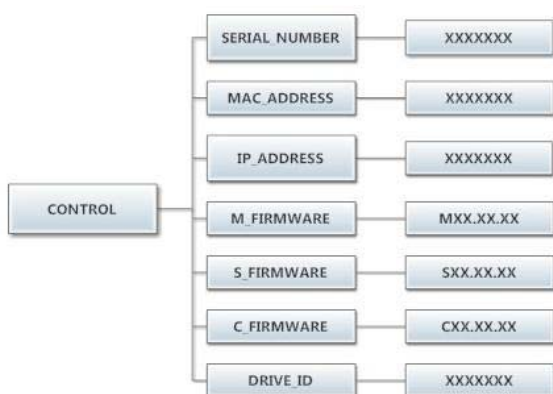 SERIAL_NUMBER XXXXXXX
MAC_ADDRESS XXXXXXX
IP_ADDRESS XXXXXXX
CONTROL
M_FIRMWARE MXX.XX.XX
S_FIRMWARE SXX.XX.XX
C_FIRMWARE CXX.XX.XX
DRIVE_ID XXXXXXX